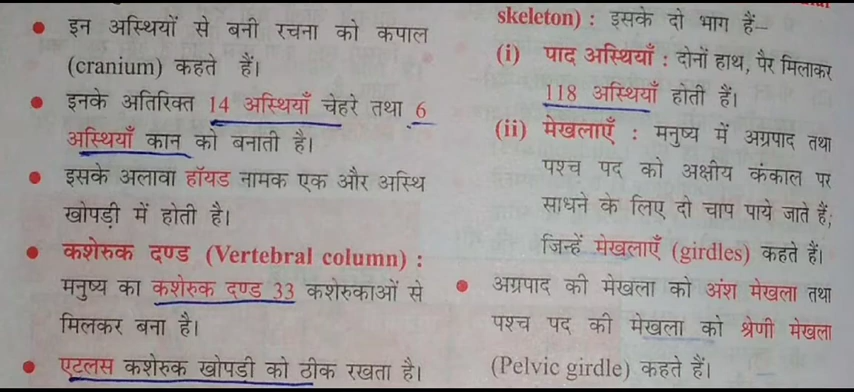 इन अस्थियों से बनी रचना को कपाल
(cranium) कहते हैं।
इनके अतिरिक्त 14 अस्थियाँ चेहरे तथा 6
अस्थियाँ कान को बनाती है।
इसके अलावा हॉयड नामक एक और अस्थि
खोपड़ी में होती है।
कशेरुक दण्ड (Vertebral column) :
मनुष्य का कशेरुक दण्ड 33 कशेरुकाओं से
मिलकर बना है।
एटलस कशेरुक खोपड़ी को ठीक रखता है।
skeleton) : इसके दो भाग हैं–
(i) पाद अस्थियाँ : दोनों हाथ, पैर मिलाकर
118 अस्थियाँ होती हैं।
(ii) मेखलाएँ : मनुष्य में अग्रपाद तथा
पश्च पद को अक्षीय कंकाल पर
साधने के लिए दो चाप पाये जाते हैं;
जिन्हें मेखलाएँ (girdles) कहते हैं।
अग्रपाद की मेखला को अंश मेखला तथा
पश्च पद की मेखला को श्रेणी मेखला
(Pelvic girdle) कहते हैं।